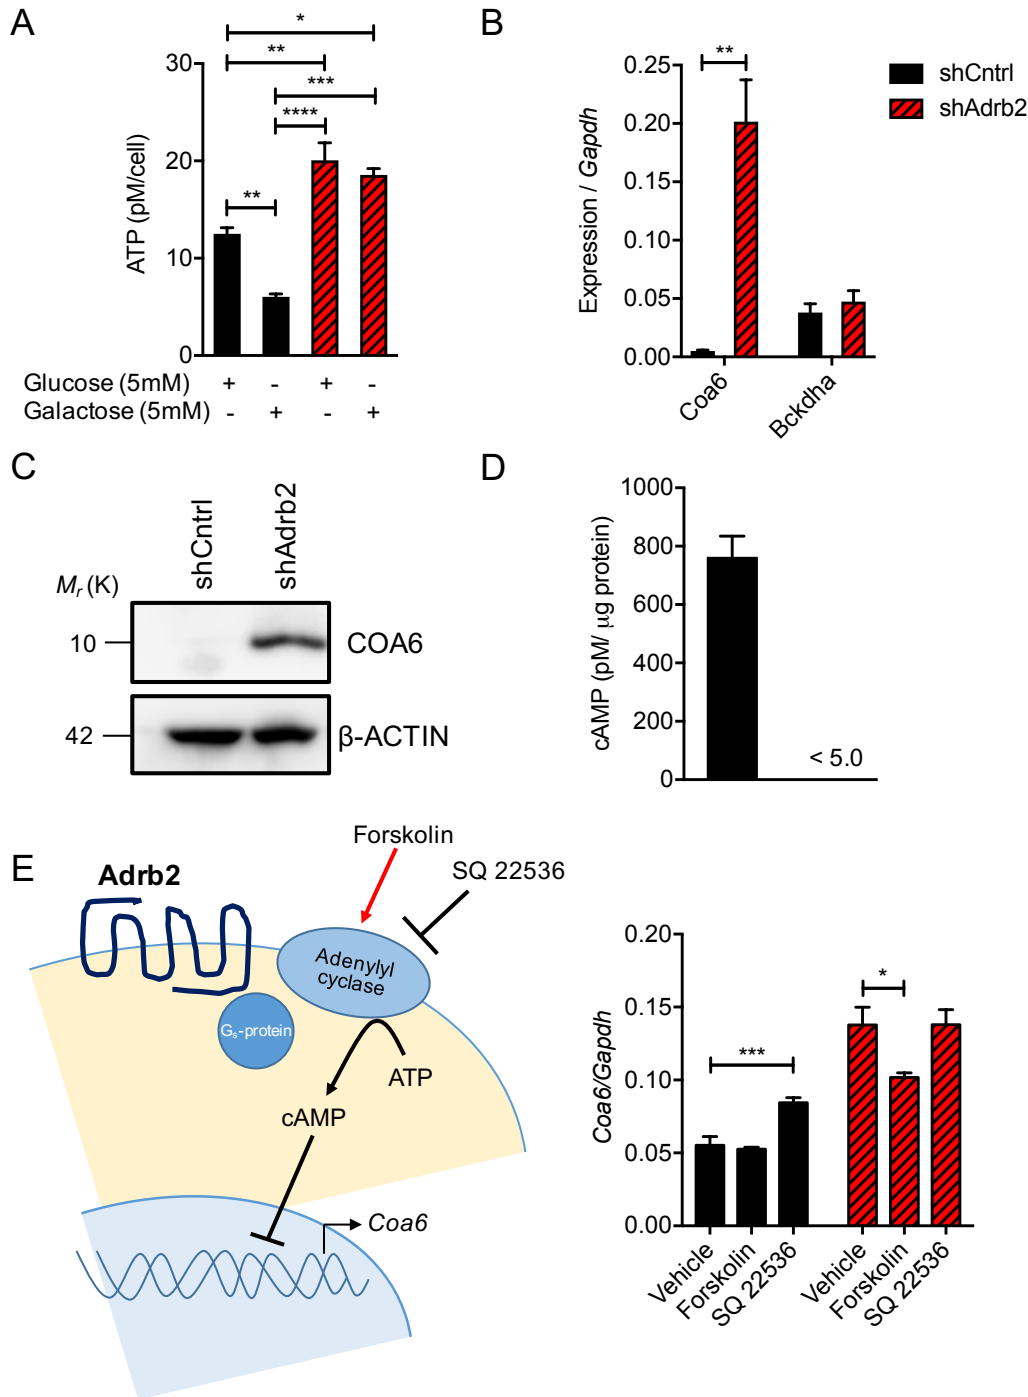 A
*
**
***
****
**
30
20
10
0
ATP (pM/cell)
Glucose (5mM) + - + -
Galactose (5mM) - + - +
B
**
shCntrl
shAdrb2
0.25
0.20
0.15
0.10
0.05
0.00
Expression / Gapdh
Coa6
Bckdha
C
shCntrl
shAdrb2
Mr (K)
10
COA6
42
β-ACTIN
D
1000
800
600
400
200
0
cAMP (pM/ µg protein)
< 5.0
E
Forskolin
SQ 22536
Adrb2
Adenylyl
cyclase
Gs-protein
ATP
cAMP
Coa6
0.20
0.15
0.10
0.05
0.00
Coa6/Gapdh
***
*
Vehicle
Forskolin
SQ 22536
Vehicle
Forskolin
SQ 22536